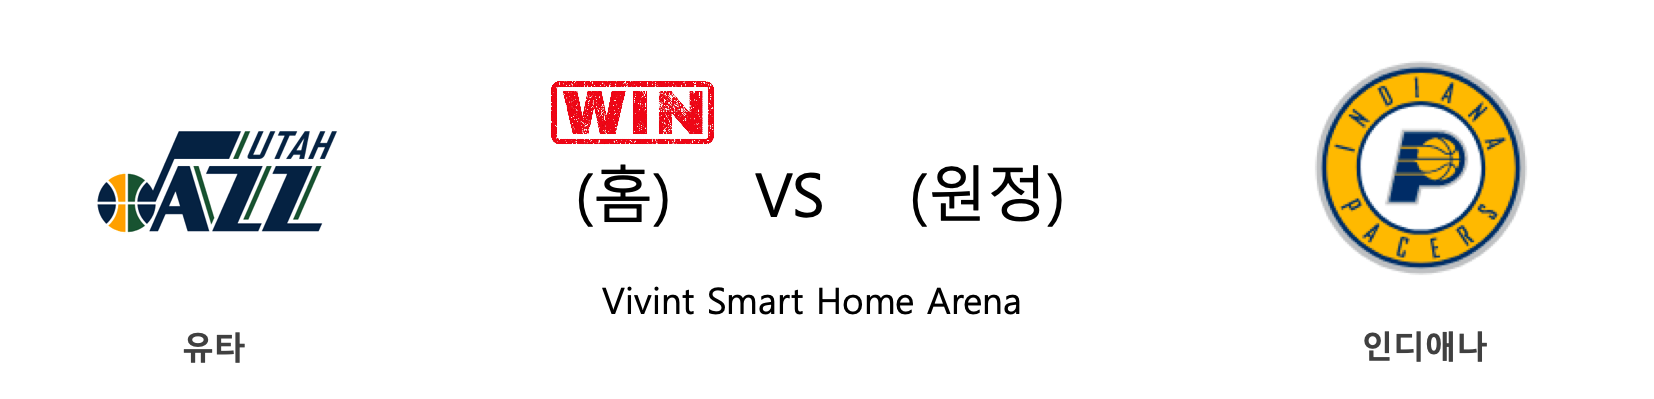 UTAH
JAZZ
유타
WIN
(홈) VS (원정)
Vivint Smart Home Arena
INDIANA
PACERS
인디애나